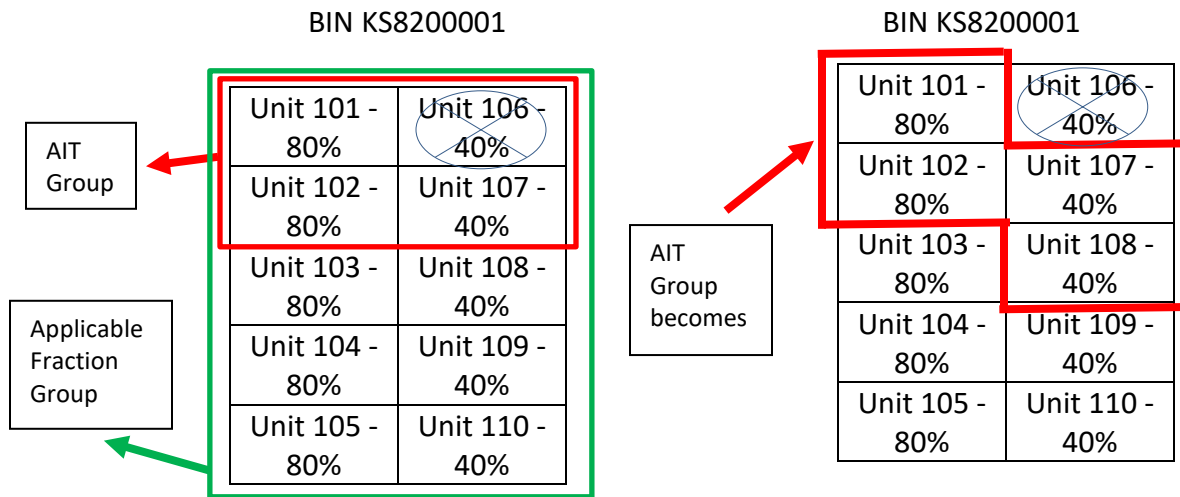 BIN KS8200001
AIT
Group
Applicable
Fraction
Group
Unit 101 -
80%
Unit 106 -
40%
Unit 102 -
80%
Unit 107 -
40%
Unit 103 -
80%
Unit 108 -
40%
Unit 104 -
80%
Unit 109 -
40%
Unit 105 -
80%
Unit 110 -
40%
BIN KS8200001
AIT
Group
becomes
Unit 101 -
80%
Unit 106 -
40%
Unit 102 -
80%
Unit 107 -
40%
Unit 103 -
80%
Unit 108 -
40%
Unit 104 -
80%
Unit 109 -
40%
Unit 105 -
80%
Unit 110 -
40%